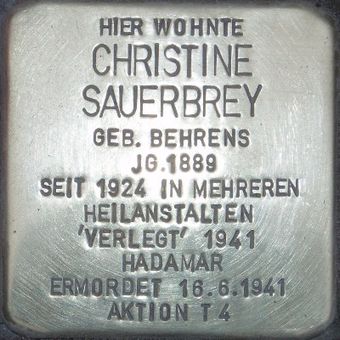 HIER WOHNTE
CHRISTINE
SAUERBREY
GEB. BEHRENS
JG.1889
SEIT 1924 IN MEHREREN
HEILANSTALTEN
'VERLEGT' 1941
HADAMAR
ERMORDET 16.6.1941
AKTION T4